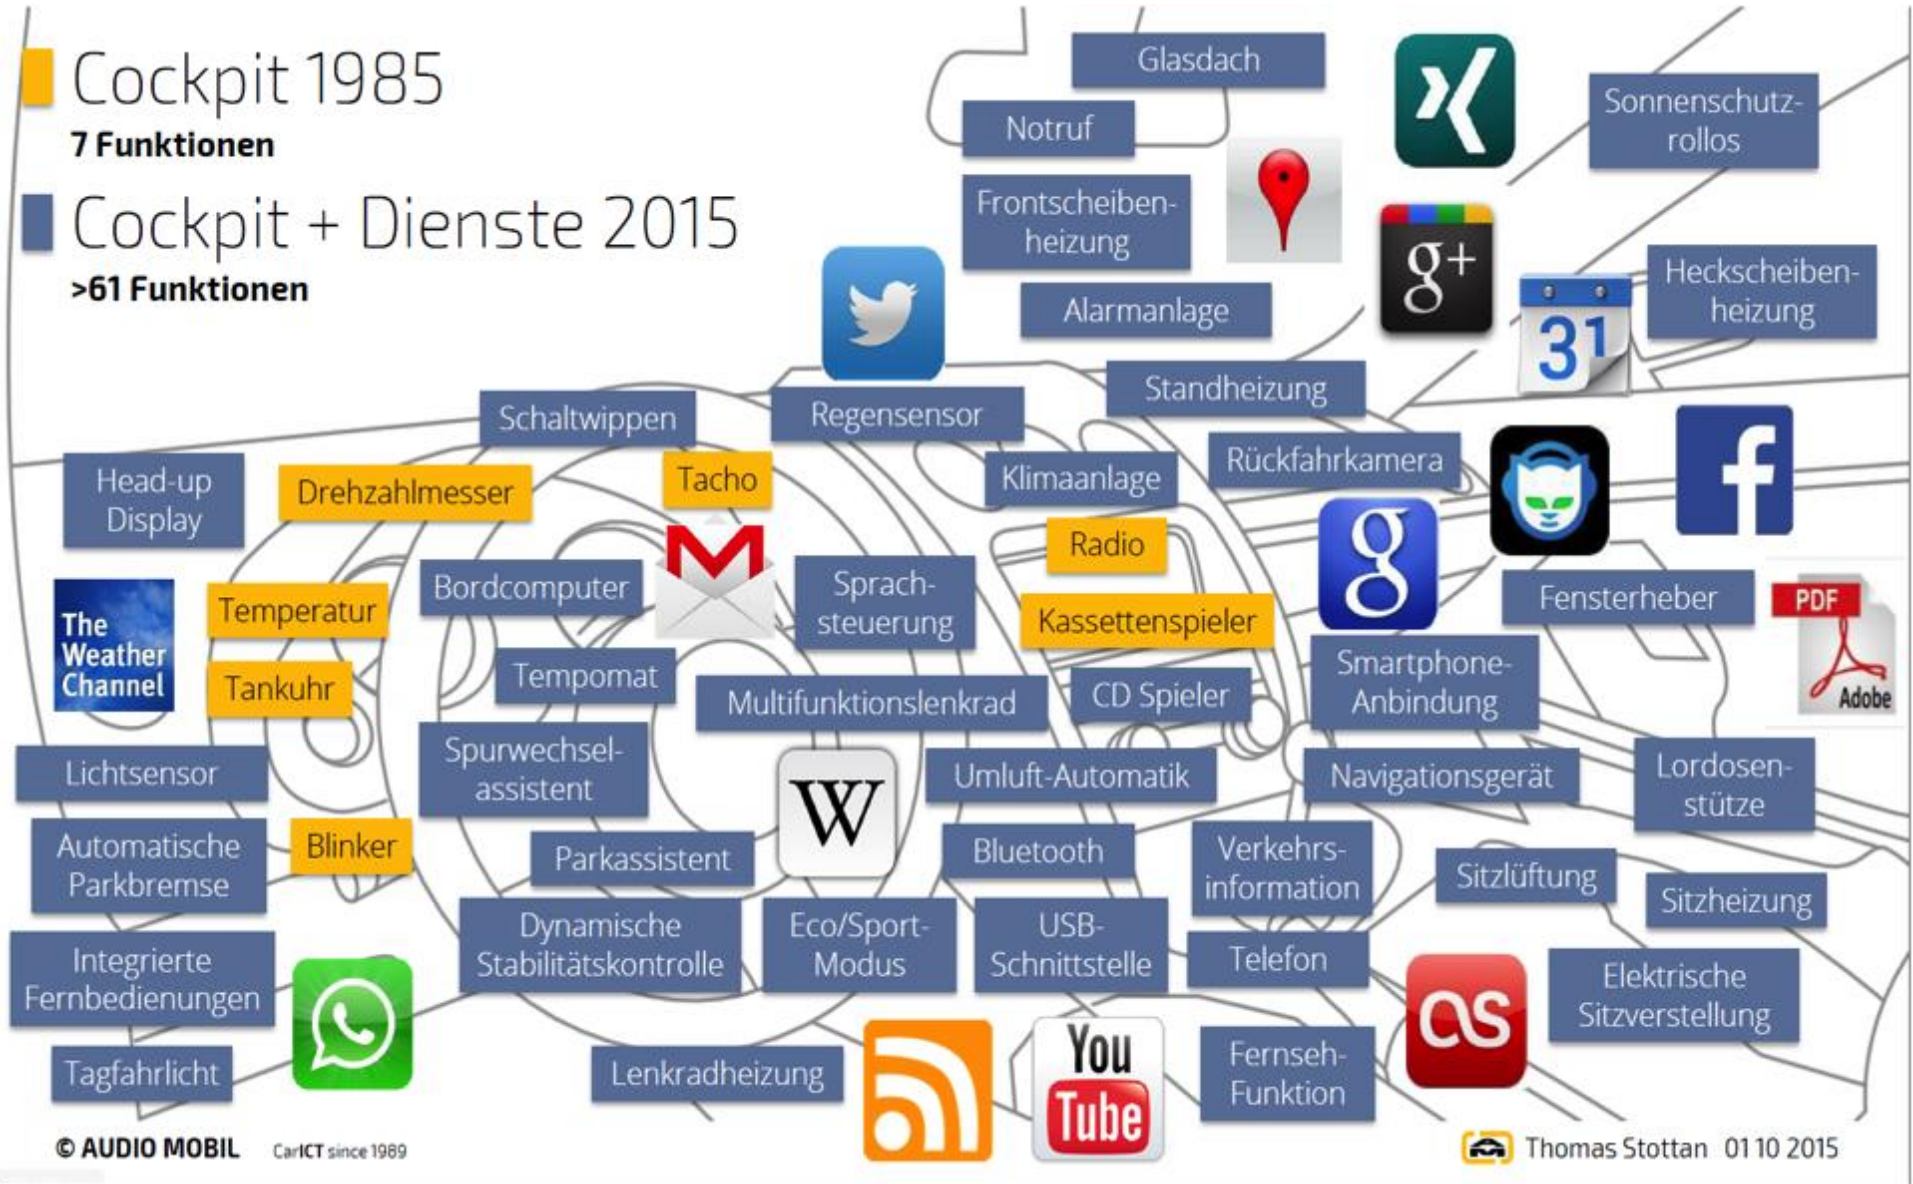 Cockpit 1985
7 Funktionen
Cockpit + Dienste 2015
>61 Funktionen
Glasdach
Notruf
Sonnenschutz-
rollos
Frontscheiben-
heizung
g+
Alarmanlage
31
Heckscheiben-
heizung
Schaltwippen
Regensensor
Standheizung
Head-up
Display
Drehzahlmesser
Tacho
Klimaanlage
Rückfahrkamera
f
Radio
g
The
Weather
Channel
Temperatur
Bordcomputer
M
Sprach-
steuerung
Kassettenspieler
Fensterheber
PDF
Adobe
Tankuhr
Tempomat
Multifunktionslenkrad
CD Spieler
Smartphone-
Anbindung
Lichtsensor
Spurwechsel-
assistent
W
Umluft-Automatik
Navigationsgerät
Lordosen-
stütze
Automatische
Parkbremse
Blinker
Parkassistent
Bluetooth
Verkehrs-
information
Sitzlüftung
Sitzheizung
Integrierte
Fernbedienungen
Dynamische
Stabilitätskontrolle
Eco/Sport-
Modus
USB-
Schnittstelle
Telefon
as
Elektrische
Sitzverstellung
Tagfahrlicht
Lenkradheizung
You
Tube
Fernseh-
Funktion
© AUDIO MOBIL CarICT since 1989
Thomas Stottan 01 10 2015